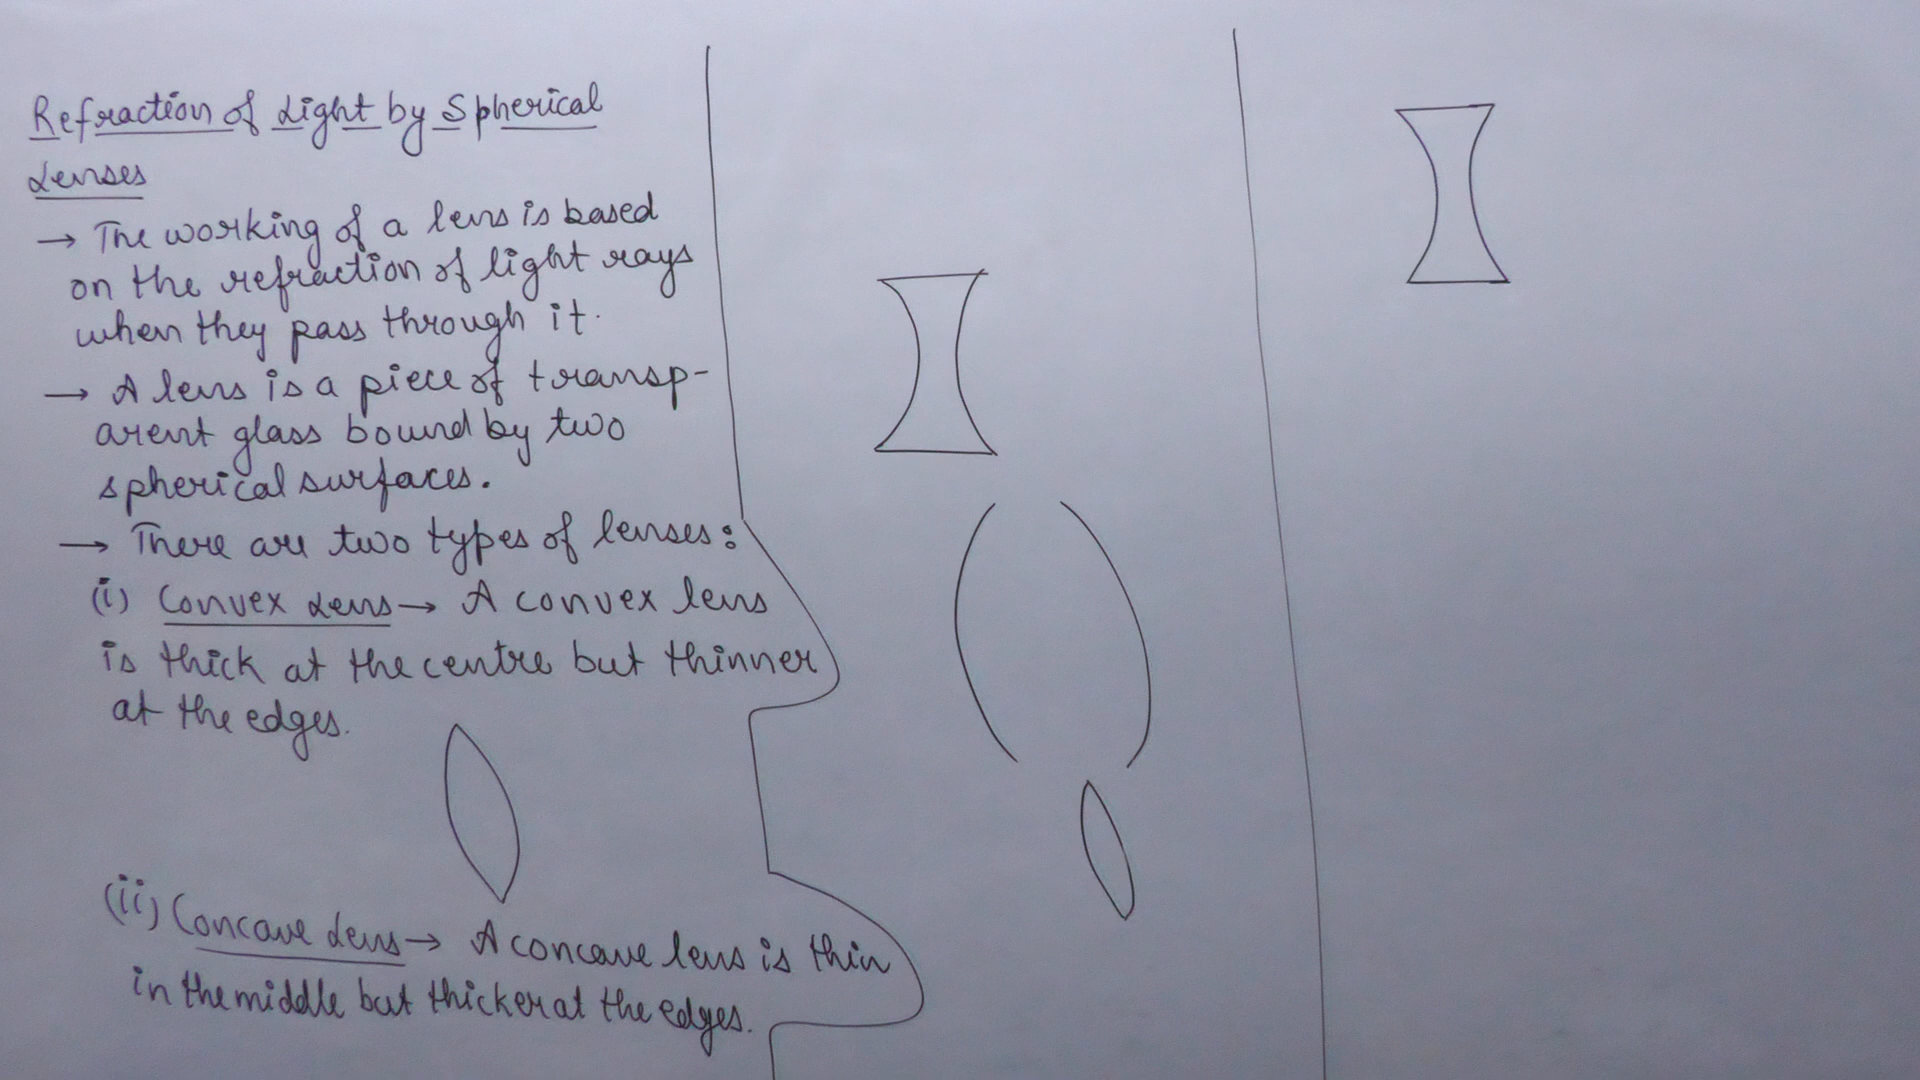 Refraction of Light by Spherical
Lenses
→ The working of a lens is based
on the refraction of light rays
when they pass through it.
→ A lens is a piece of transp-
arent glass bound by two
spherical surfaces.
→ There are two types of lenses:
(i) Convex Lens → A convex lens
is thick at the centre but thinner
at the edges.
(ii) Concave Lens → A concave lens is thin
in the middle but thicker at the edges.